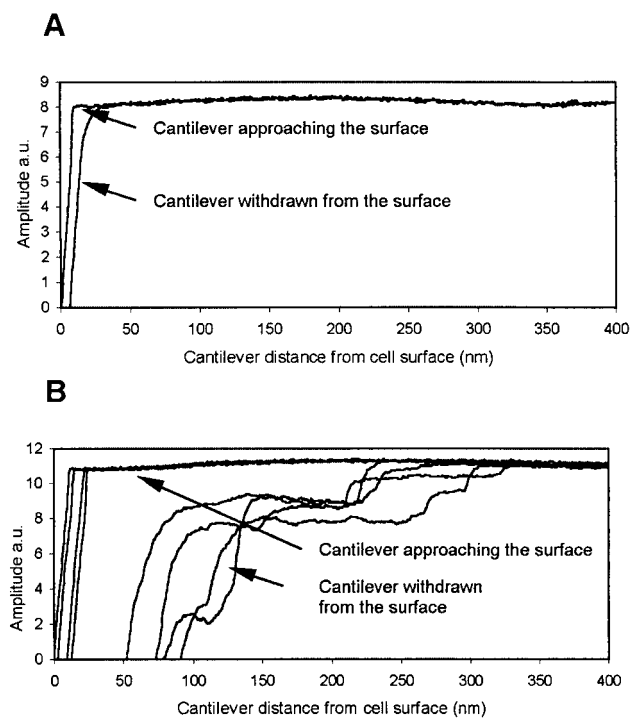 A
9
8
7
6
5
4
3
2
1
0
Amplitude a.u.
Cantilever approaching the surface
Cantilever withdrawn from the surface
0 50 100 150 200 250 300 350 400
Cantilever distance from cell surface (nm)
B
12
10
8
6
4
2
0
Amplitude a.u.
Cantilever approaching the surface
Cantilever withdrawn
from the surface
0 50 100 150 200 250 300 350 400
Cantilever distance from cell surface (nm)